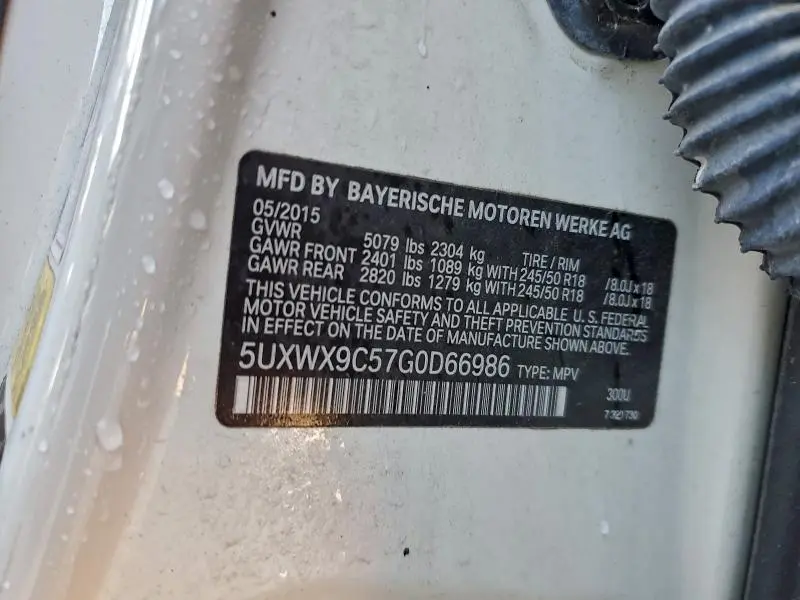 MFD BY BAYERISCHE MOTOREN WERKE AG
05/2015
GVWR 5079 lbs 2304 kg TIRE / RIM
GAWR FRONT 2401 lbs 1089 kg WITH 245/50 R18 /8.0J x 18
GAWR REAR 2820 lbs 1279 kg WITH 245/50 R18 /8.0J x 18
THIS VEHICLE CONFORMS TO ALL APPLICABLE U. S. FEDERAL
MOTOR VEHICLE SAFETY AND THEFT PREVENTION STANDARDS
IN EFFECT ON THE DATE OF MANUFACTURE SHOWN ABOVE.
5UXWX9C57G0D66986 TYPE: MPV
300U